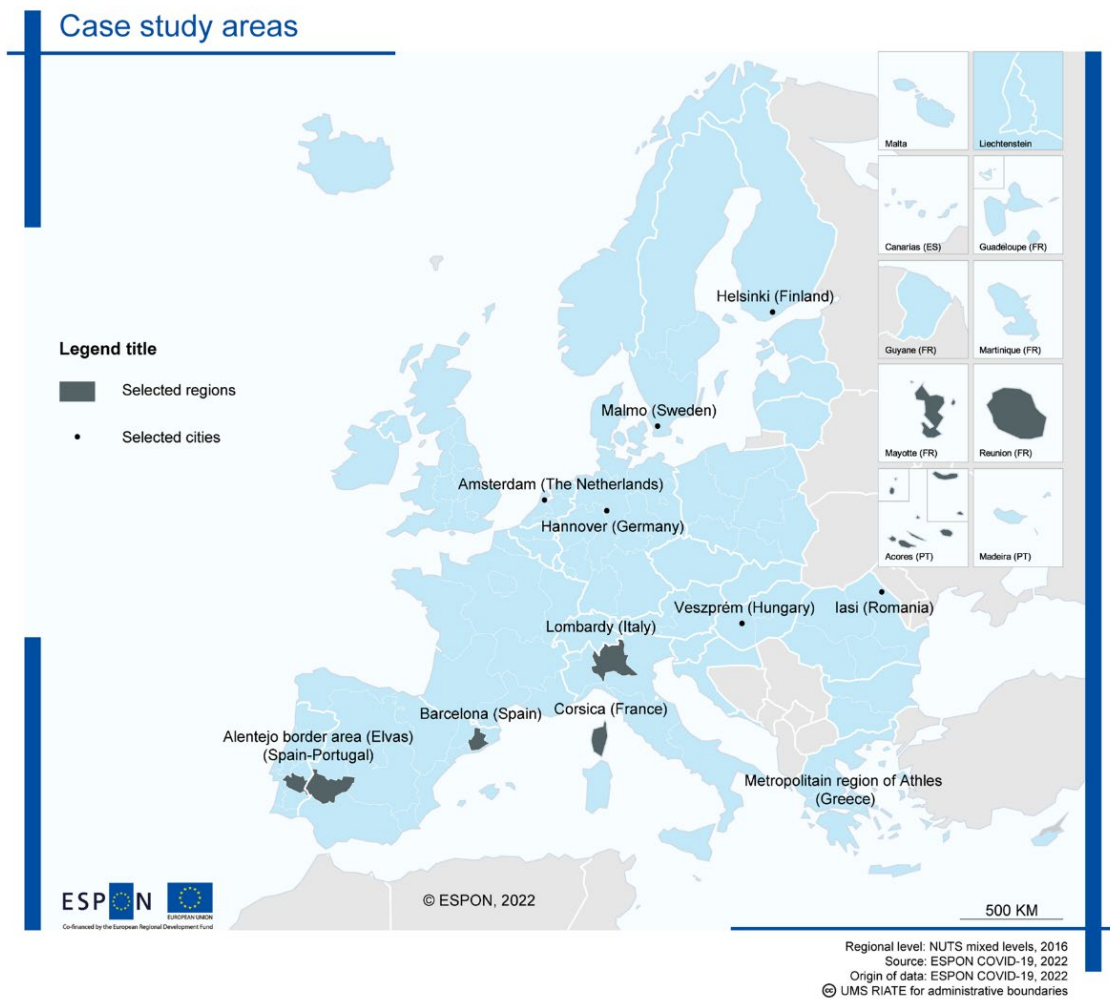 Case study areas
Malta
Liechtenstein
Canarias (ES)
Guadeloupe (FR)
Helsinki (Finland)
Guyane (FR)
Martinique (FR)
Legend title
Selected regions
Selected cities
Malmo (Sweden)
Mayotte (FR)
Reunion (FR)
Amsterdam (The Netherlands)
Hannover (Germany)
Acores (PT)
Madeira (PT)
Veszprém (Hungary)
Iasi (Romania)
Lombardy (Italy)
Barcelona (Spain)
Corsica (France)
Alentejo border area (Elvas)
(Spain-Portugal)
Metropolitain region of Athles
(Greece)
ESPON
EUROPEAN UNION
Co-financed by the European Regional Development Fund
© ESPON, 2022
500 KM
Regional level: NUTS mixed levels, 2016
Source: ESPON COVID-19, 2022
Origin of data: ESPON COVID-19, 2022
cc UMS RIATE for administrative boundaries